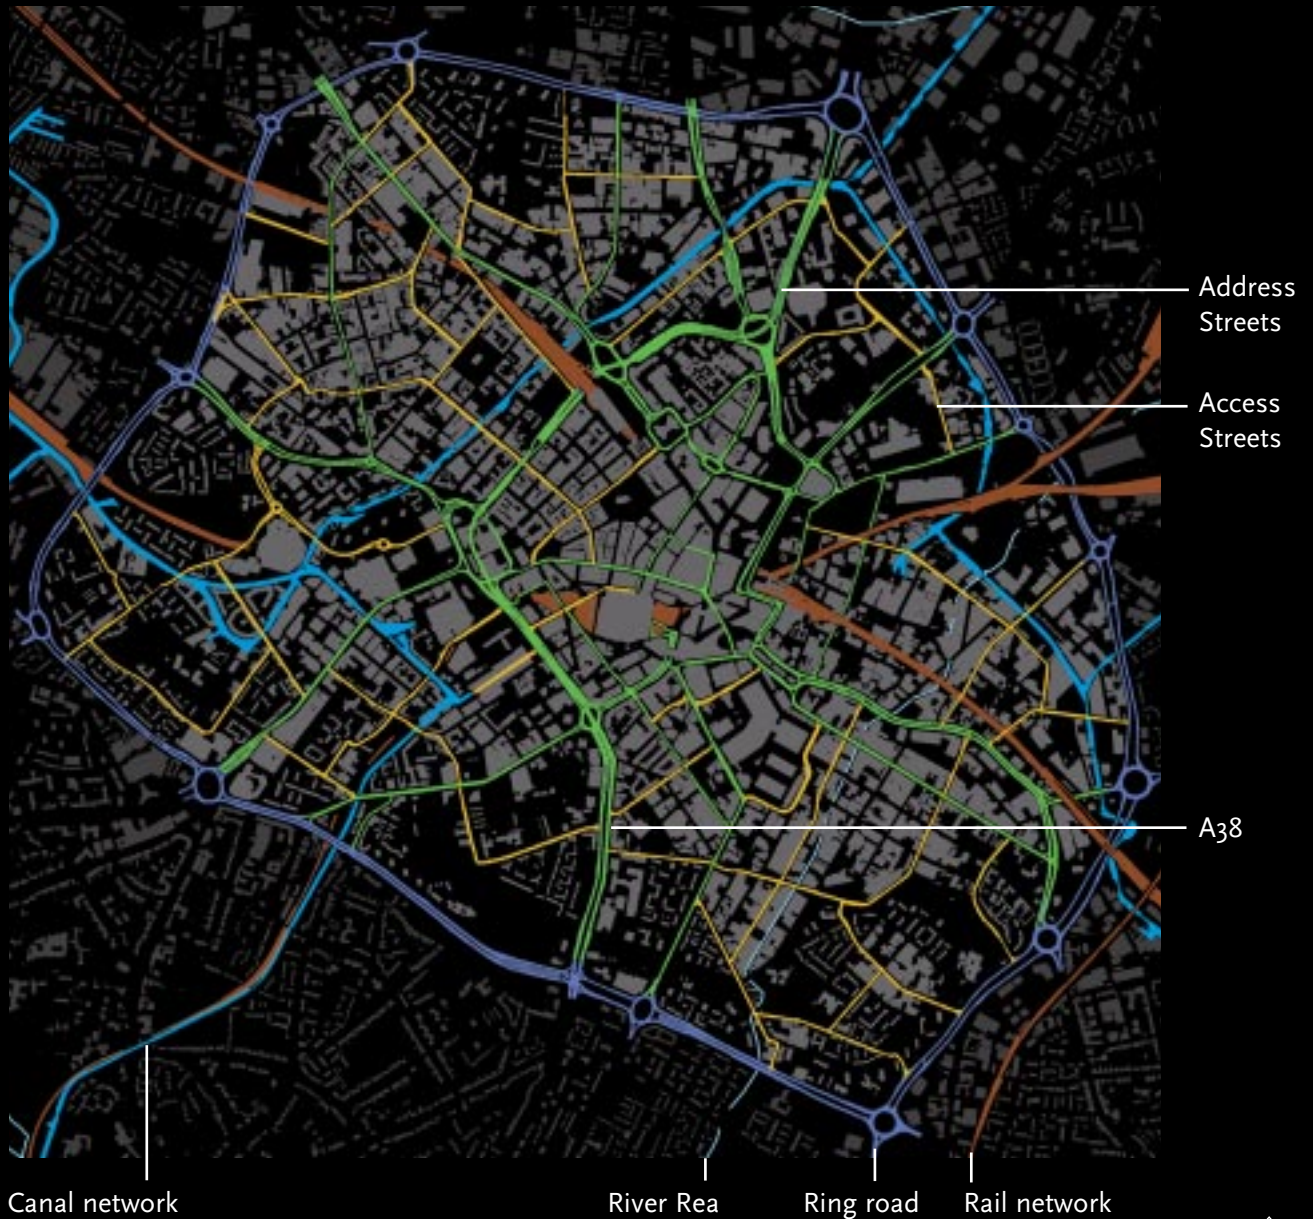 Address
Streets
Access
Streets
A38
Canal network
River Rea
Ring road
Rail network